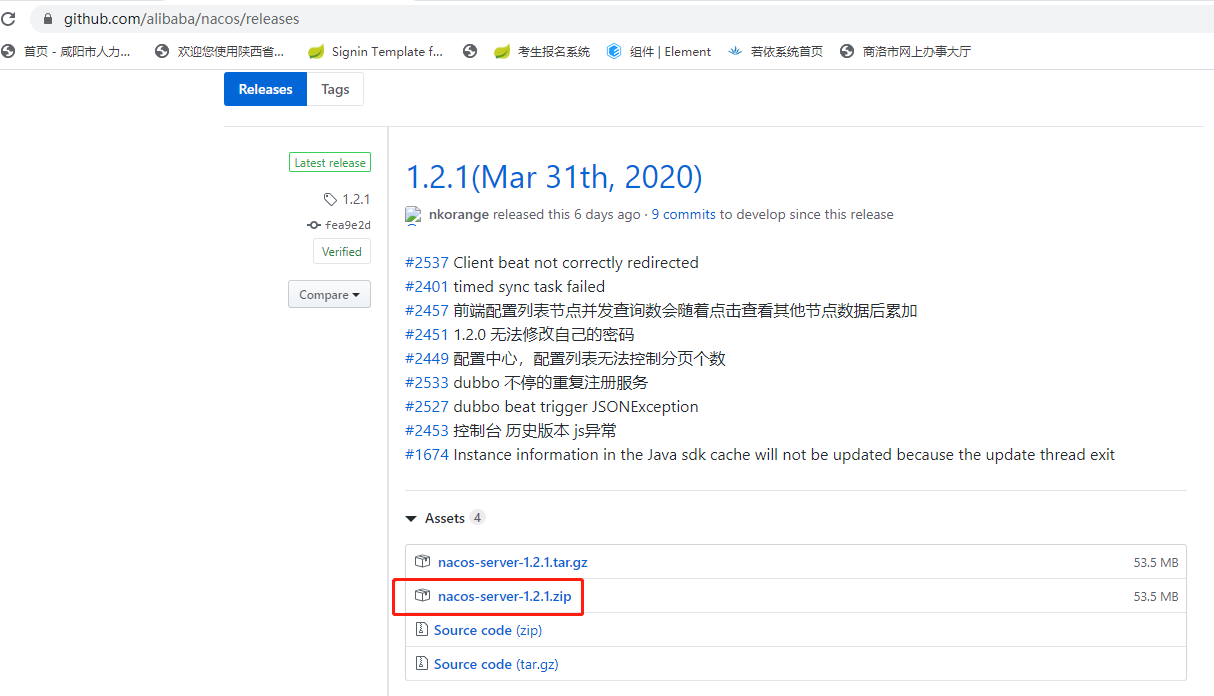 github.com/alibaba/nacos/releases
首页 - 咸阳市人力... 欢迎您使用陕西省... Signin Template f... 考生报名系统 组件 | Element 若依系统首页 商洛市网上办事大厅
Releases Tags
Latest release
1.2.1
fea9e2d
Verified
Compare
1.2.1(Mar 31th, 2020)
nkorange released this 6 days ago · 9 commits to develop since this release
#2537 Client beat not correctly redirected
#2401 timed sync task failed
#2457 前端配置列表节点并发查询数会随着点击查看其他节点数据后累加
#2451 1.2.0 无法修改自己的密码
#2449 配置中心，配置列表无法控制分页个数
#2533 dubbo 不停的重复注册服务
#2527 dubbo beat trigger JSONException
#2453 控制台 历史版本 js异常
#1674 Instance information in the Java sdk cache will not be updated because the update thread exit
Assets 4
nacos-server-1.2.1.tar.gz 53.5 MB
nacos-server-1.2.1.zip 53.5 MB
Source code (zip)
Source code (tar.gz)